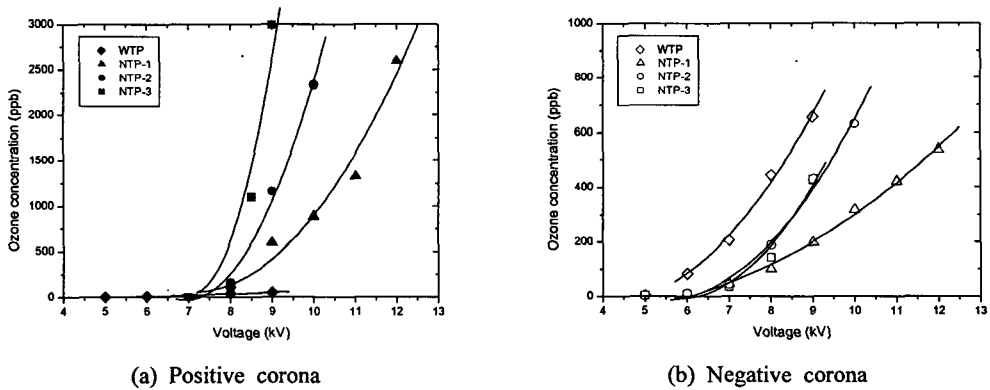 3000
2500
2000
1500
1000
500
0
Ozone concentration (ppb)
WTP
NTP-1
NTP-2
NTP-3
4 5 6 7 8 9 10 11 12 13
Voltage (kV)
(a) Positive corona
1000
800
600
400
200
0
Ozone concentration (ppb)
WTP
NTP-1
NTP-2
NTP-3
4 5 6 7 8 9 10 11 12 13
Voltage (kV)
(b) Negative corona